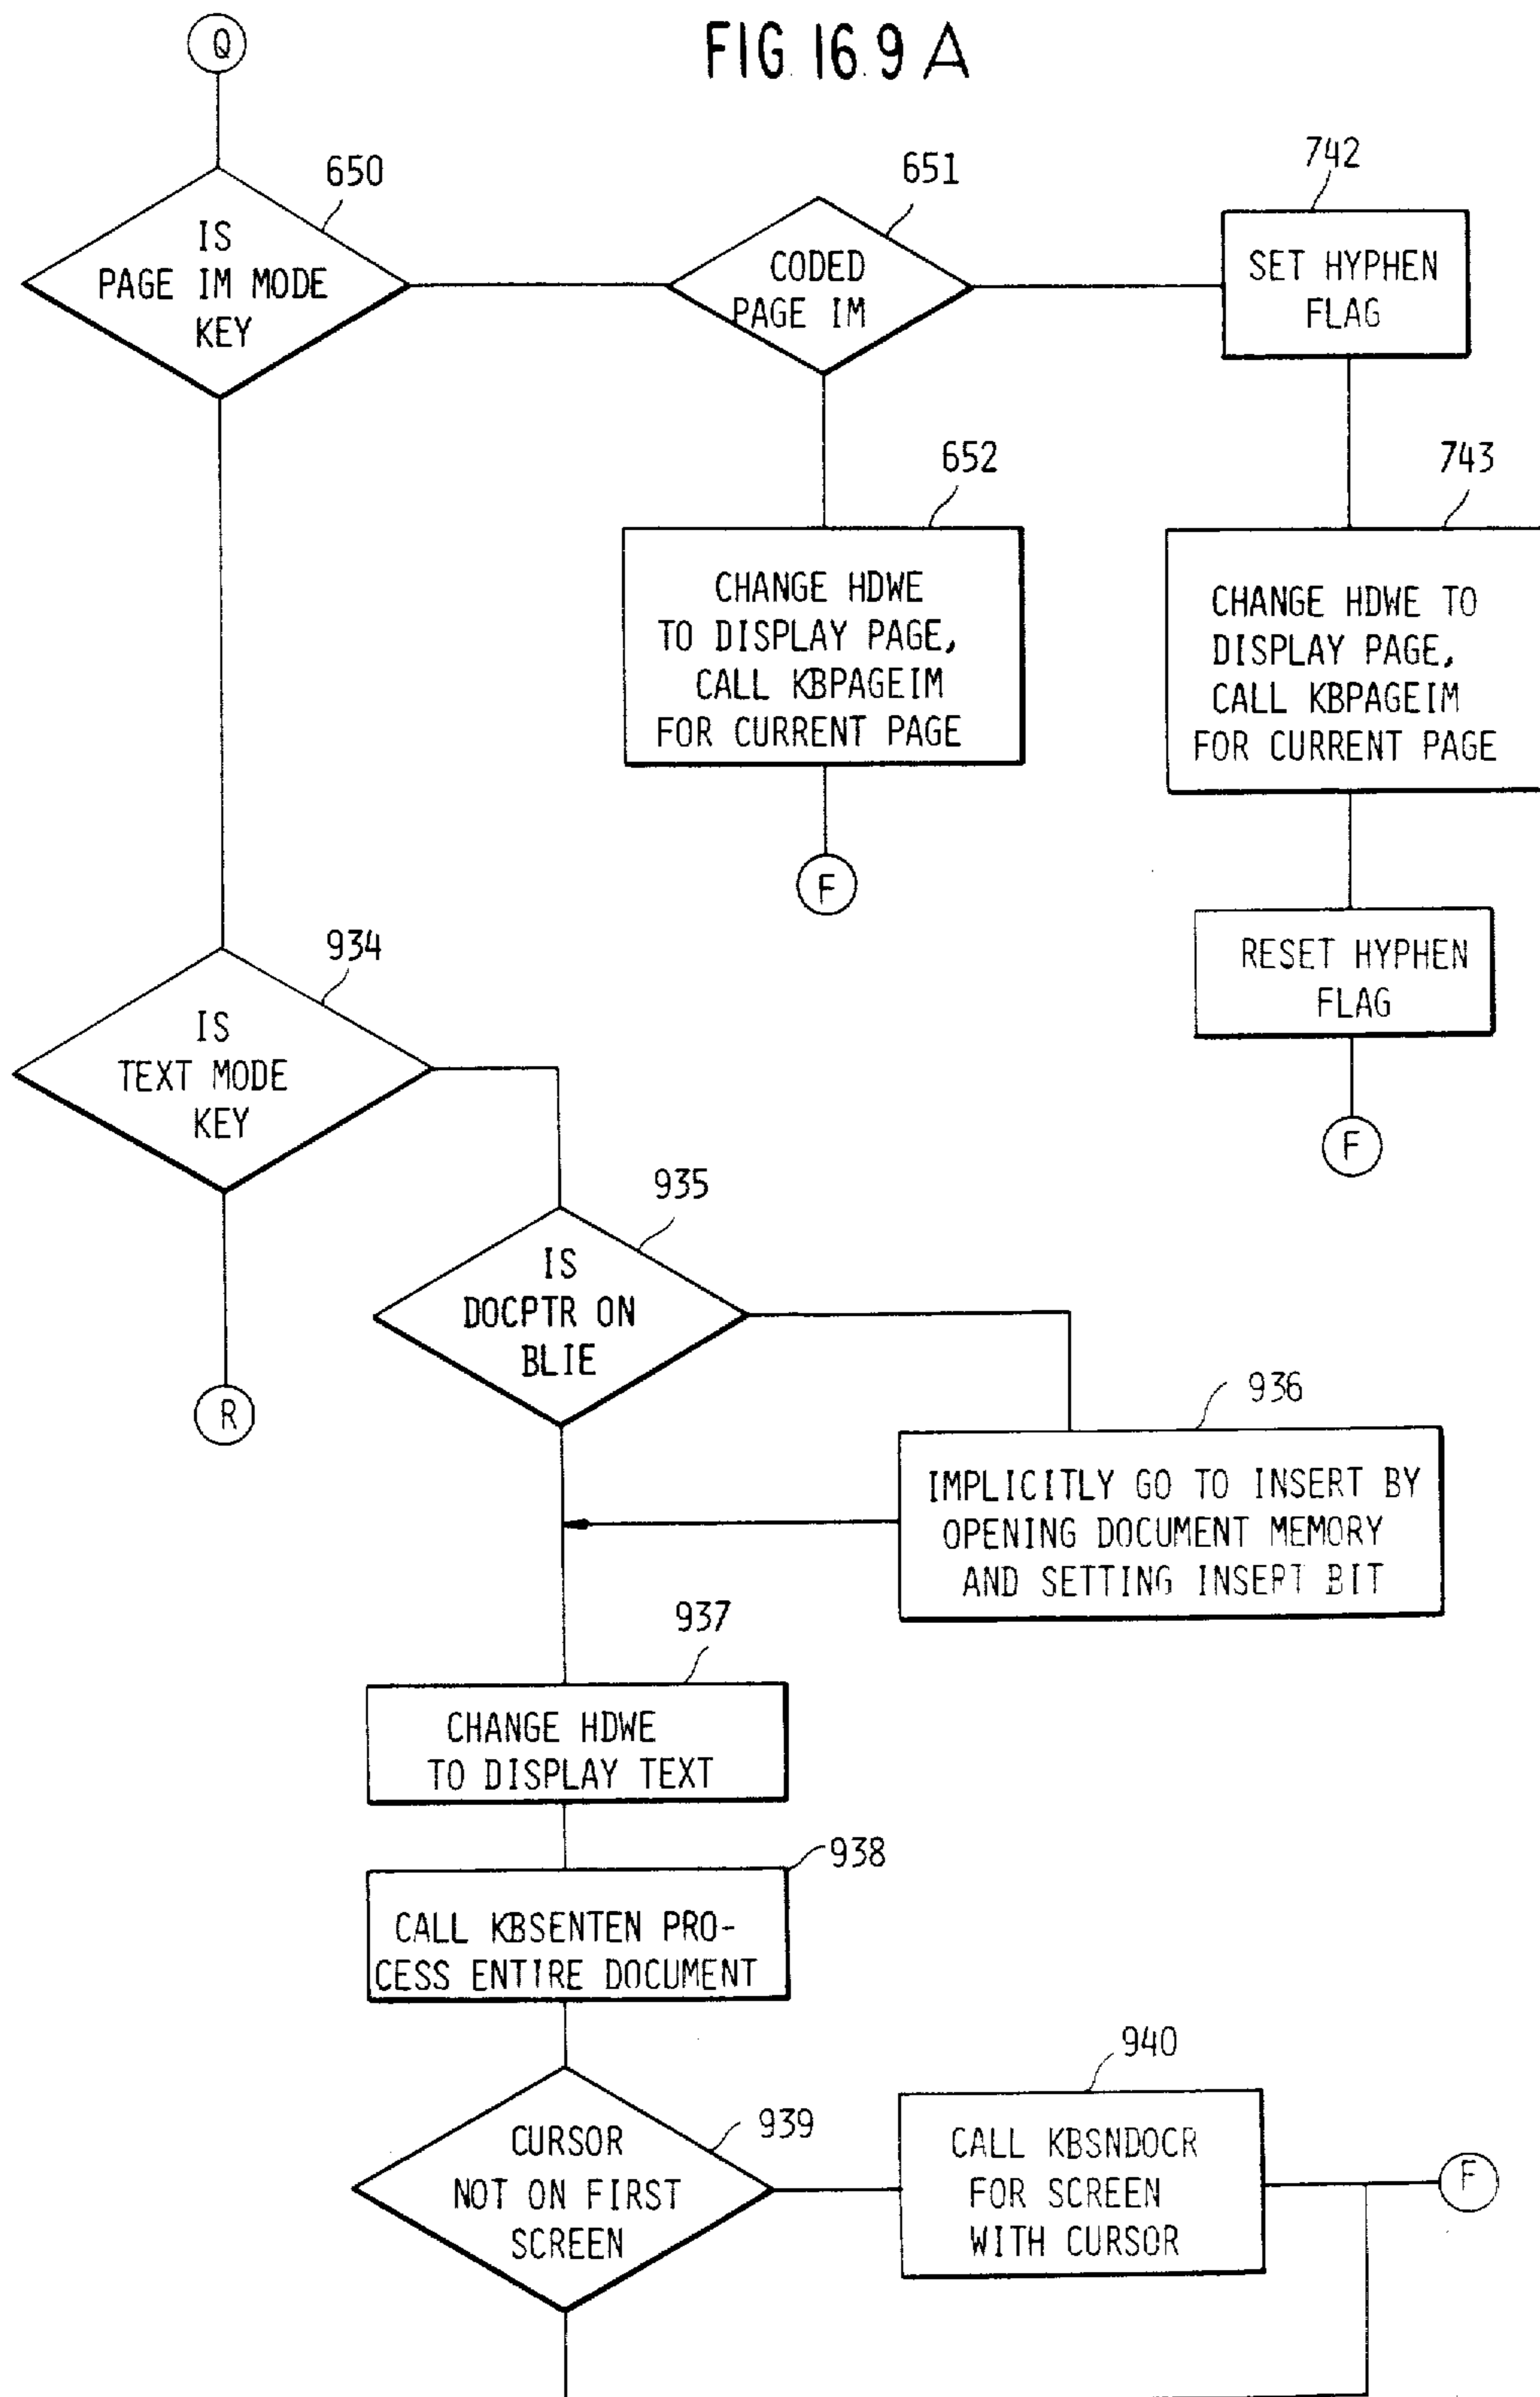 FIG 16.9 A
Q
650
IS
PAGE IM MODE
KEY
651
CODED
PAGE IM
742
SET HYPHEN
FLAG
652
CHANGE HDWE
TO DISPLAY PAGE,
CALL KBPAGEIM
FOR CURRENT PAGE
F
743
CHANGE HDWE TO
DISPLAY PAGE,
CALL KBPAGEIM
FOR CURRENT PAGE
RESET HYPHEN
FLAG
F
934
IS
TEXT MODE
KEY
R
935
IS
DOCPTR ON
BLIE
936
IMPLICITLY GO TO INSERT BY
OPENING DOCUMENT MEMORY
AND SETTING INSERT BIT
937
CHANGE HDWE
TO DISPLAY TEXT
938
CALL KBSENTEN PRO-
CESS ENTIRE DOCUMENT
939
CURSOR
NOT ON FIRST
SCREEN
940
CALL KBSNDOCR
FOR SCREEN
WITH CURSOR
F